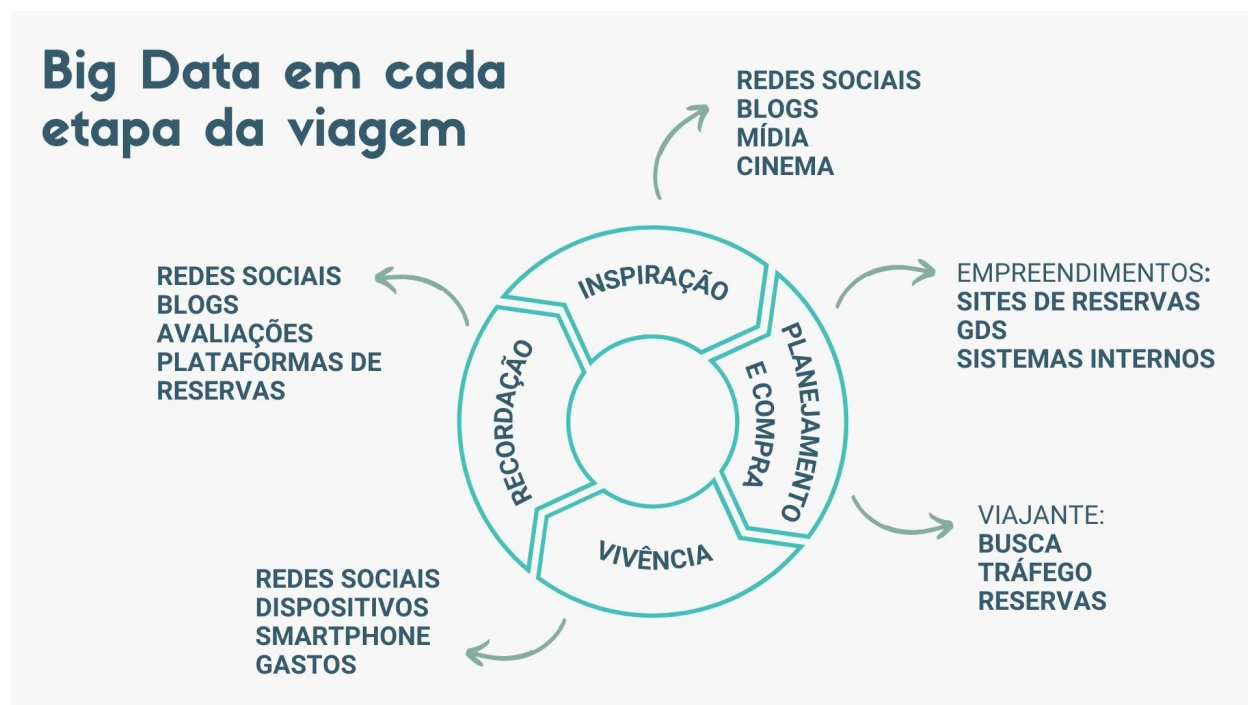 Big Data em cada
etapa da viagem
REDES SOCIAIS
BLOGS
MÍDIA
CINEMA
INSPIRAÇÃO
EMPREENDIMENTOS:
SITES DE RESERVAS
GDS
SISTEMAS INTERNOS
PLANEJAMENTO
E COMPRA
VIAJANTE:
BUSCA
TRÁFEGO
RESERVAS
VIVÊNCIA
REDES SOCIAIS
DISPOSITIVOS
SMARTPHONE
GASTOS
RECORDAÇÃO
REDES SOCIAIS
BLOGS
AVALIAÇÕES
PLATAFORMAS DE
RESERVAS